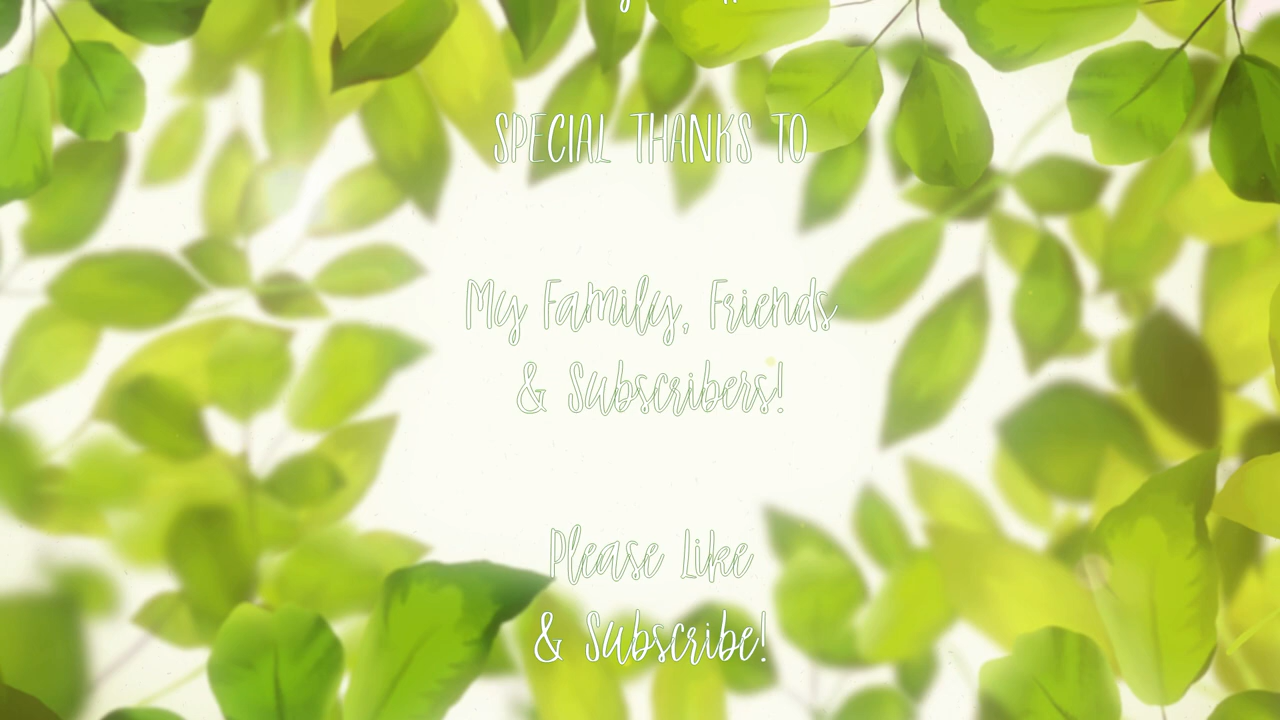 SPECIAL THANKS TO
My Family, Friends
& Subscribers!
Please Like
& Subscribe!